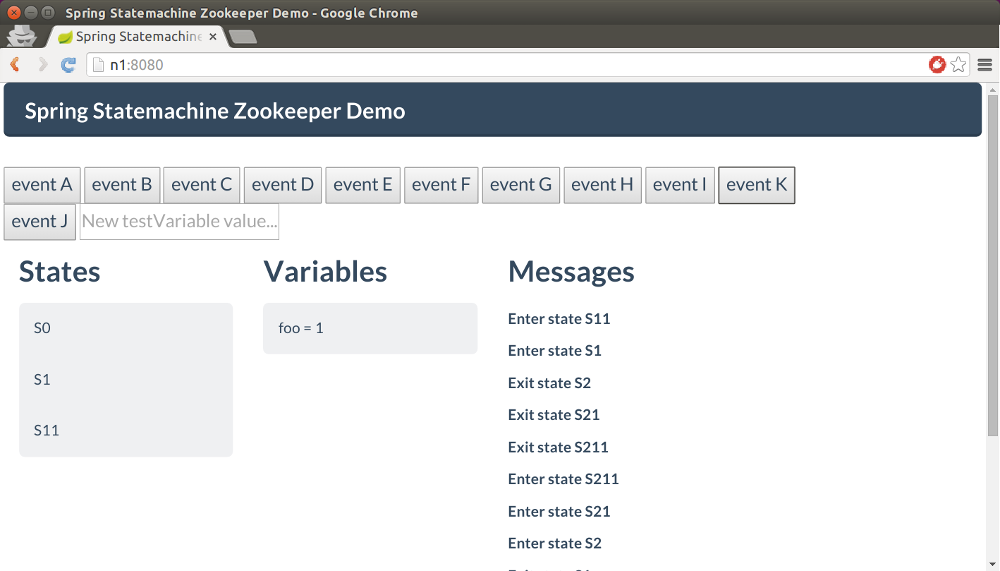 Spring Statemachine Zookeeper Demo - Google Chrome
Spring Statemachine
n1:8080
Spring Statemachine Zookeeper Demo
event A event B event C event D event E event F event G event H event I event K
event J New testVariable value...
States Variables Messages
S0
S1
S11
foo = 1
Enter state S11
Enter state S1
Exit state S2
Exit state S21
Exit state S211
Enter state S211
Enter state S21
Enter state S2